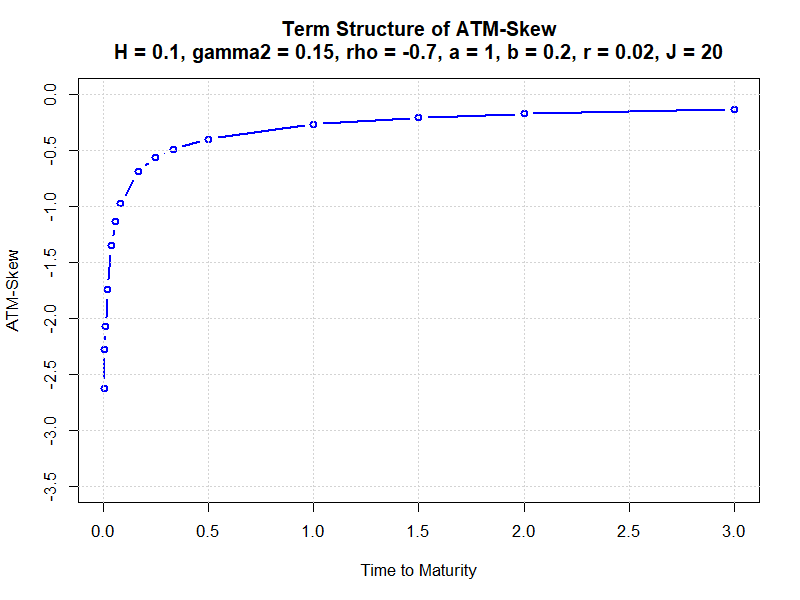 Term Structure of ATM-Skew
H = 0.1, gamma2 = 0.15, rho = -0.7, a = 1, b = 0.2, r = 0.02, J = 20
ATM-Skew
0.0
-0.5
-1.0
-1.5
-2.0
-2.5
-3.0
-3.5
0.0 0.5 1.0 1.5 2.0 2.5 3.0
Time to Maturity